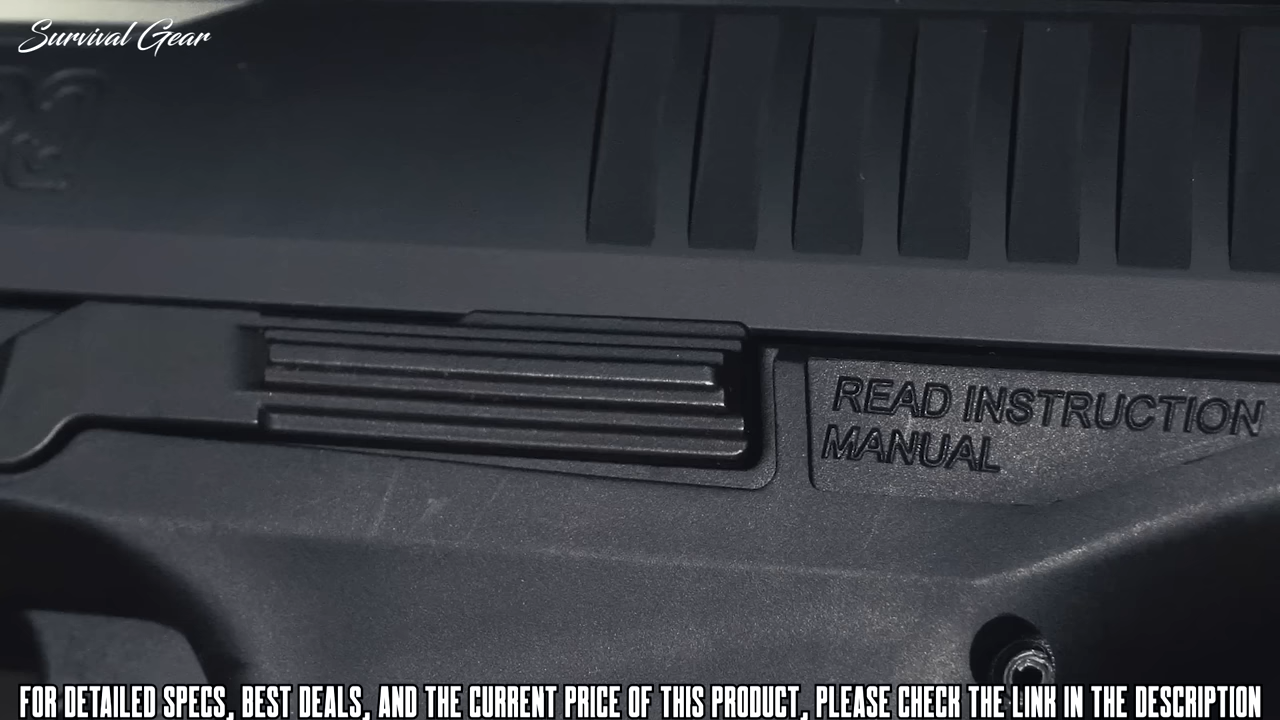 Survival Gear
READ INSTRUCTION
MANUAL
FOR DETAILED SPECS, BEST DEALS, AND THE CURRENT PRICE OF THIS PRODUCT, PLEASE CHECK THE LINK IN THE DESCRIPTION